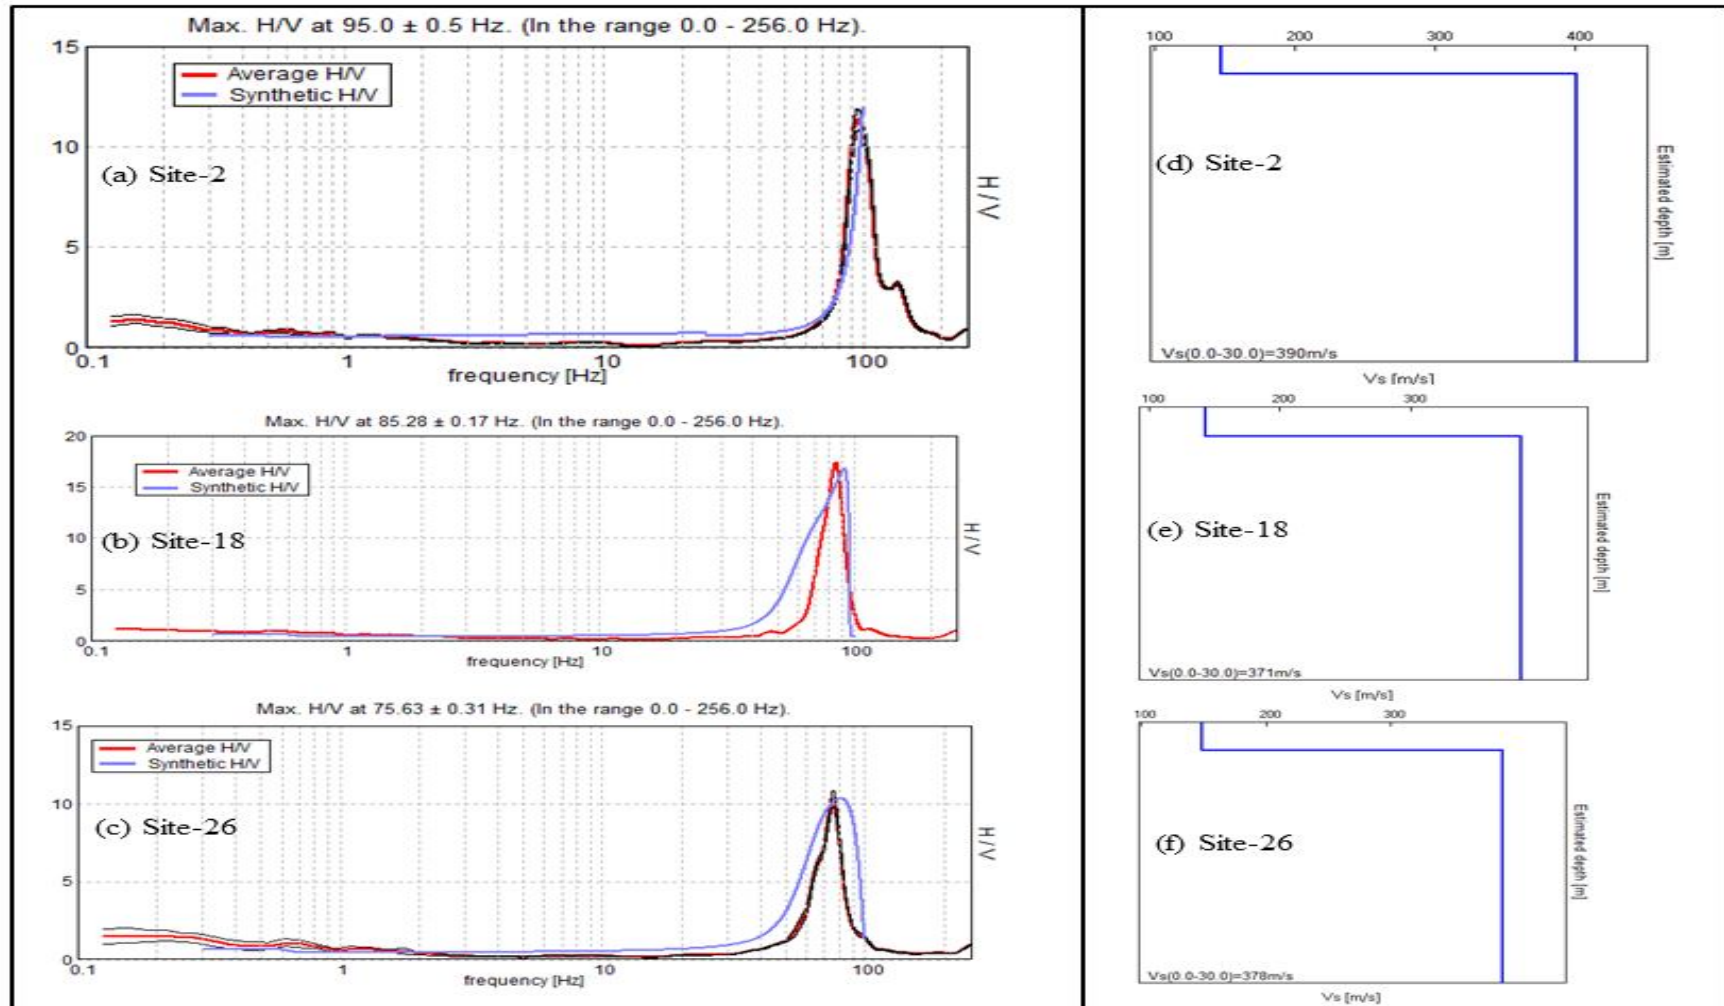 Max. H/V at 95.0 ± 0.5 Hz. (In the range 0.0 - 256.0 Hz).
15
Average H/V
Synthetic H/V
10
(a) Site-2
H/V
5
0
0.1 1 10 100
frequency [Hz]
Max. H/V at 85.28 ± 0.17 Hz. (In the range 0.0 - 256.0 Hz).
20
Average H/V
Synthetic H/V
15
(b) Site-18
H/V
10
5
0
0.1 1 10 100
frequency [Hz]
Max. H/V at 75.63 ± 0.31 Hz. (In the range 0.0 - 256.0 Hz).
15
Average H/V
Synthetic H/V
10
(c) Site-26
H/V
5
0
0.1 1 10 100
frequency [Hz]
100 200 300 400
(d) Site-2
Estimated depth [m]
Vs(0.0-30.0)=390m/s
Vs [m/s]
100 200 300
(e) Site-18
Estimated depth [m]
Vs(0.0-30.0)=371m/s
Vs [m/s]
100 200 300
(f) Site-26
Estimated depth [m]
Vs(0.0-30.0)=378m/s
Vs [m/s]